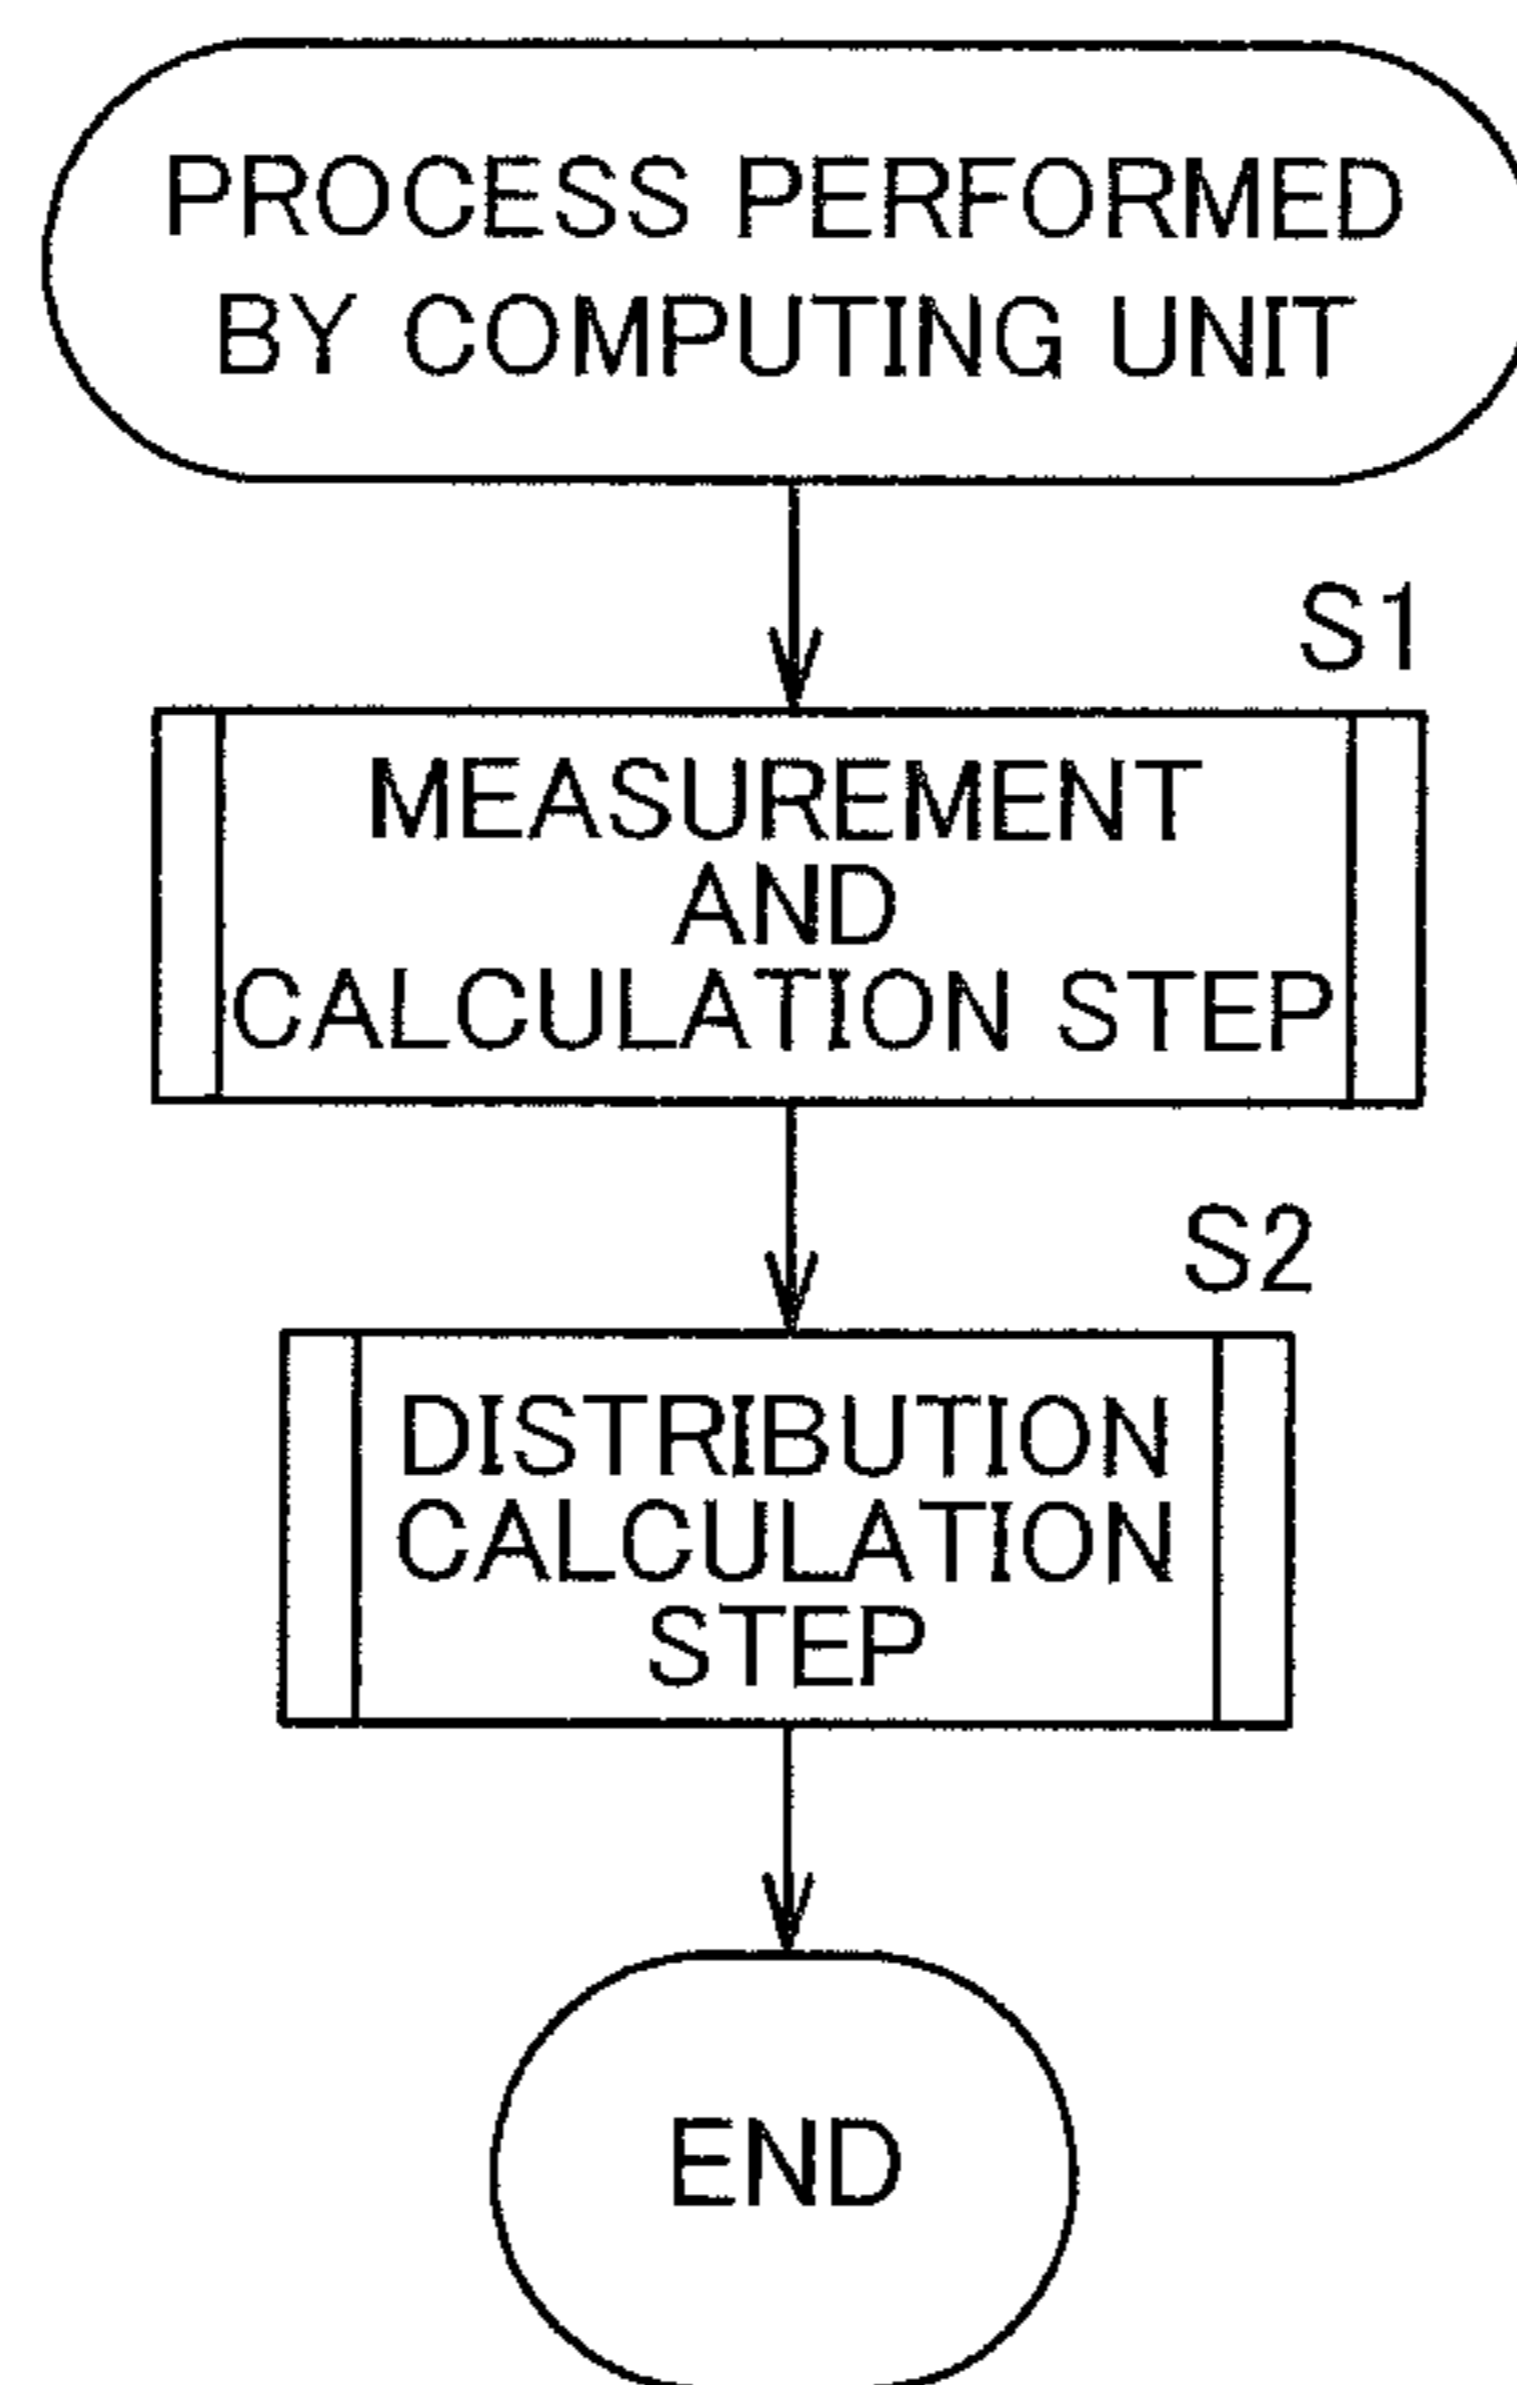 PROCESS PERFORMED
BY COMPUTING UNIT
S1
MEASUREMENT
AND
CALCULATION STEP
S2
DISTRIBUTION
CALCULATION
STEP
END